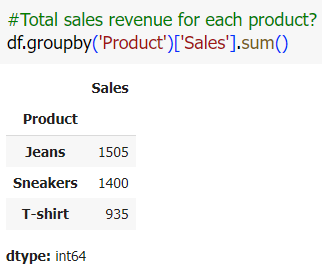 #Total sales revenue for each product?
df.groupby('Product')['Sales'].sum()
Sales
Product
Jeans 1505
Sneakers 1400
T-shirt 935
dtype: int64